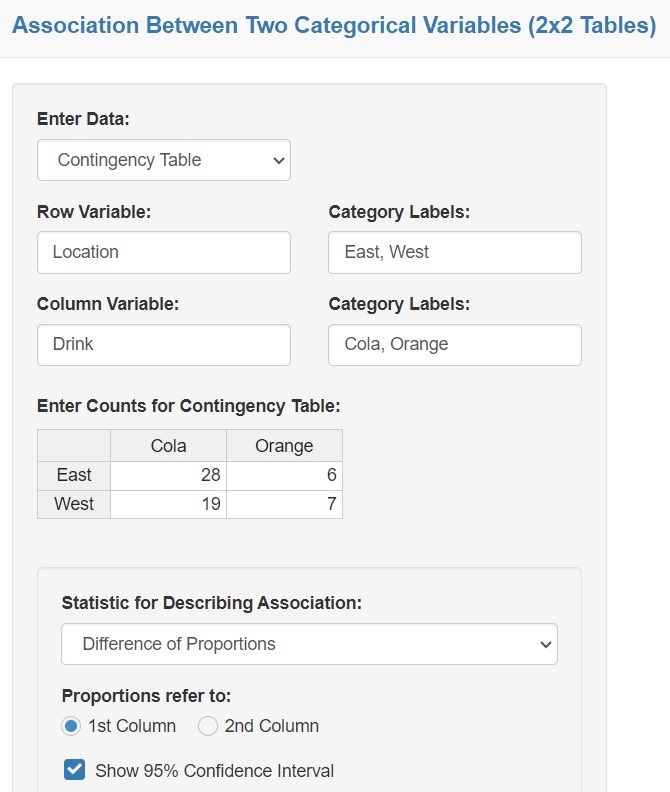 Association Between Two Categorical Variables (2x2 Tables)
Enter Data:
Contingency Table
Row Variable: Category Labels:
Location East, West
Column Variable: Category Labels:
Drink Cola, Orange
Enter Counts for Contingency Table:
Cola Orange
East 28 6
West 19 7
Statistic for Describing Association:
Difference of Proportions
Proportions refer to:
1st Column 2nd Column
Show 95% Confidence Interval